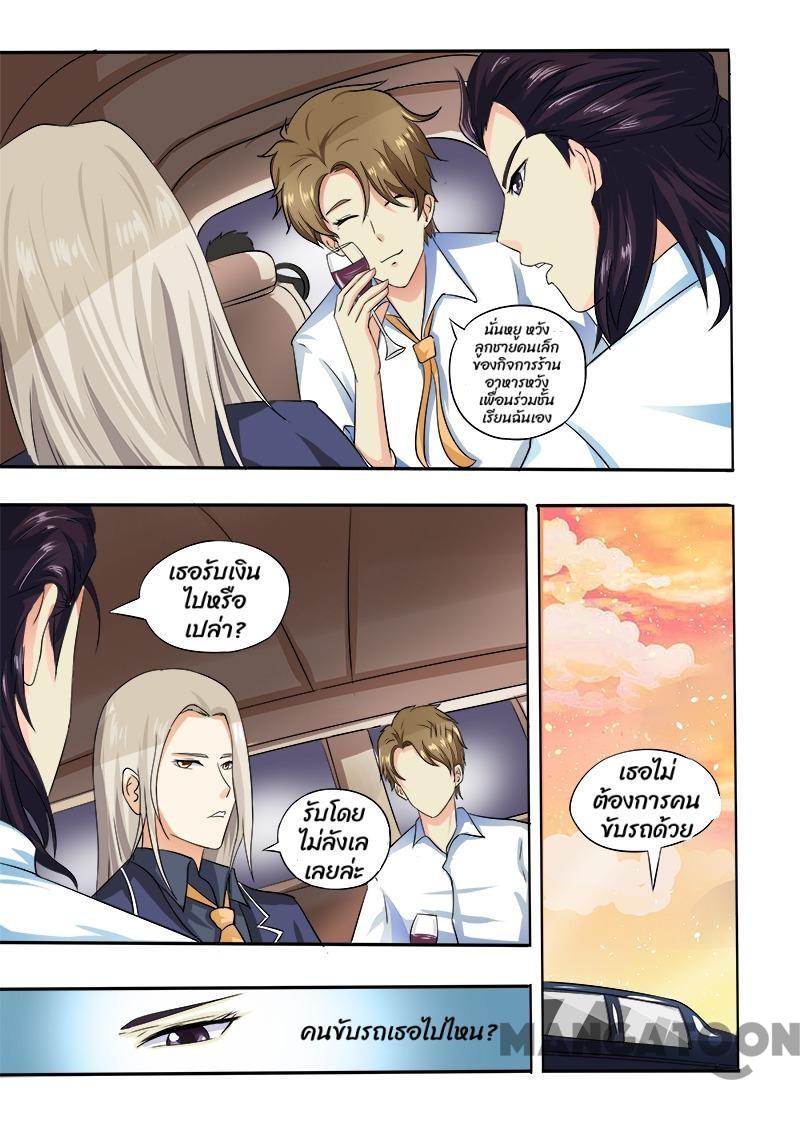 นั่นหยู หวัง
ลูกชายคนเล็ก
ของกิจการร้าน
อาหารหวัง
เพื่อนร่วมชั้น
เรียนฉันเอง
เธอรับเงิน
ไปหรือ
เปล่า?
รับโดย
ไม่ลังเล
เลยล่ะ
เธอไม่
ต้องการคน
ขับรถด้วย
คนขับรถเธอไปไหน?
MANGATOON